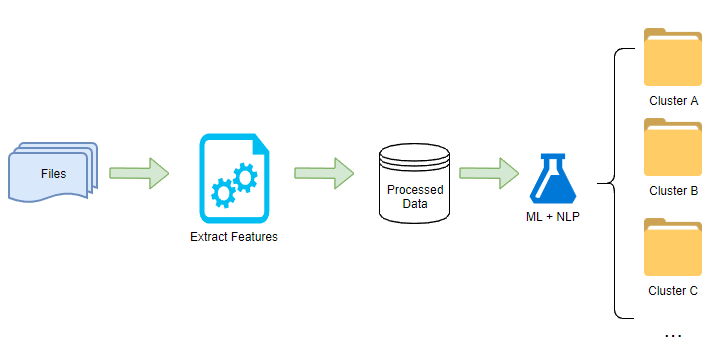 Files
Extract Features
Processed
Data
ML + NLP
Cluster A
Cluster B
Cluster C
...